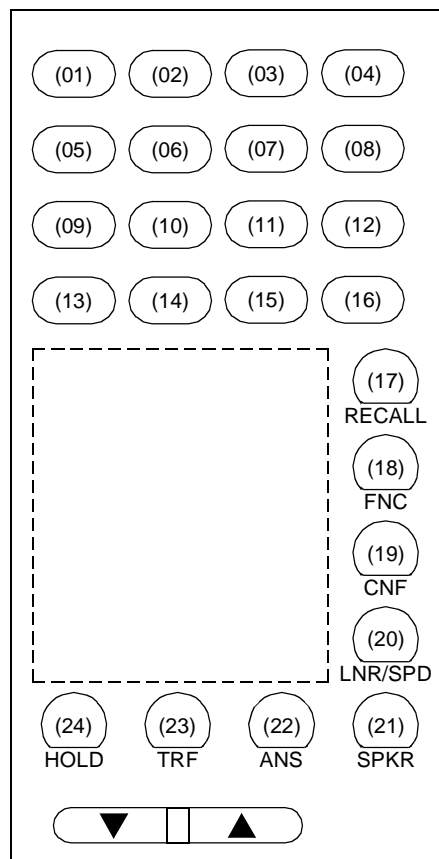 (01) (02) (03) (04)
(05) (06) (07) (08)
(09) (10) (11) (12)
(13) (14) (15) (16)
(17)
RECALL
(18)
FNC
(19)
CNF
(20)
LNR/SPD
(24) (23) (22) (21)
HOLD TRF ANS SPKR